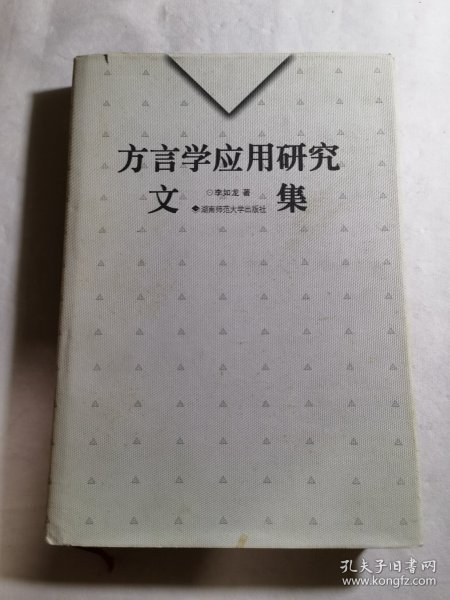 方言学应用研究
文 集
⊙李如龙 著
湖南师范大学出版社
孔夫子旧书网
www.kongfz.com